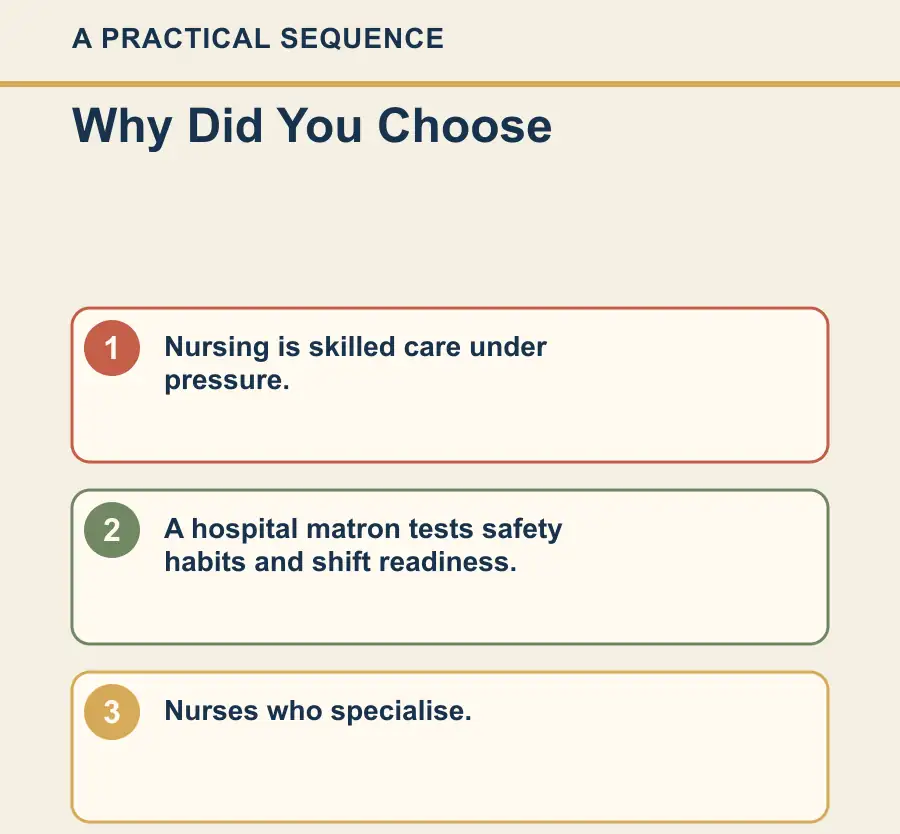 A PRACTICAL SEQUENCE
Why Did You Choose
1
Nursing is skilled care under
pressure.
2
A hospital matron tests safety
habits and shift readiness.
3
Nurses who specialise.